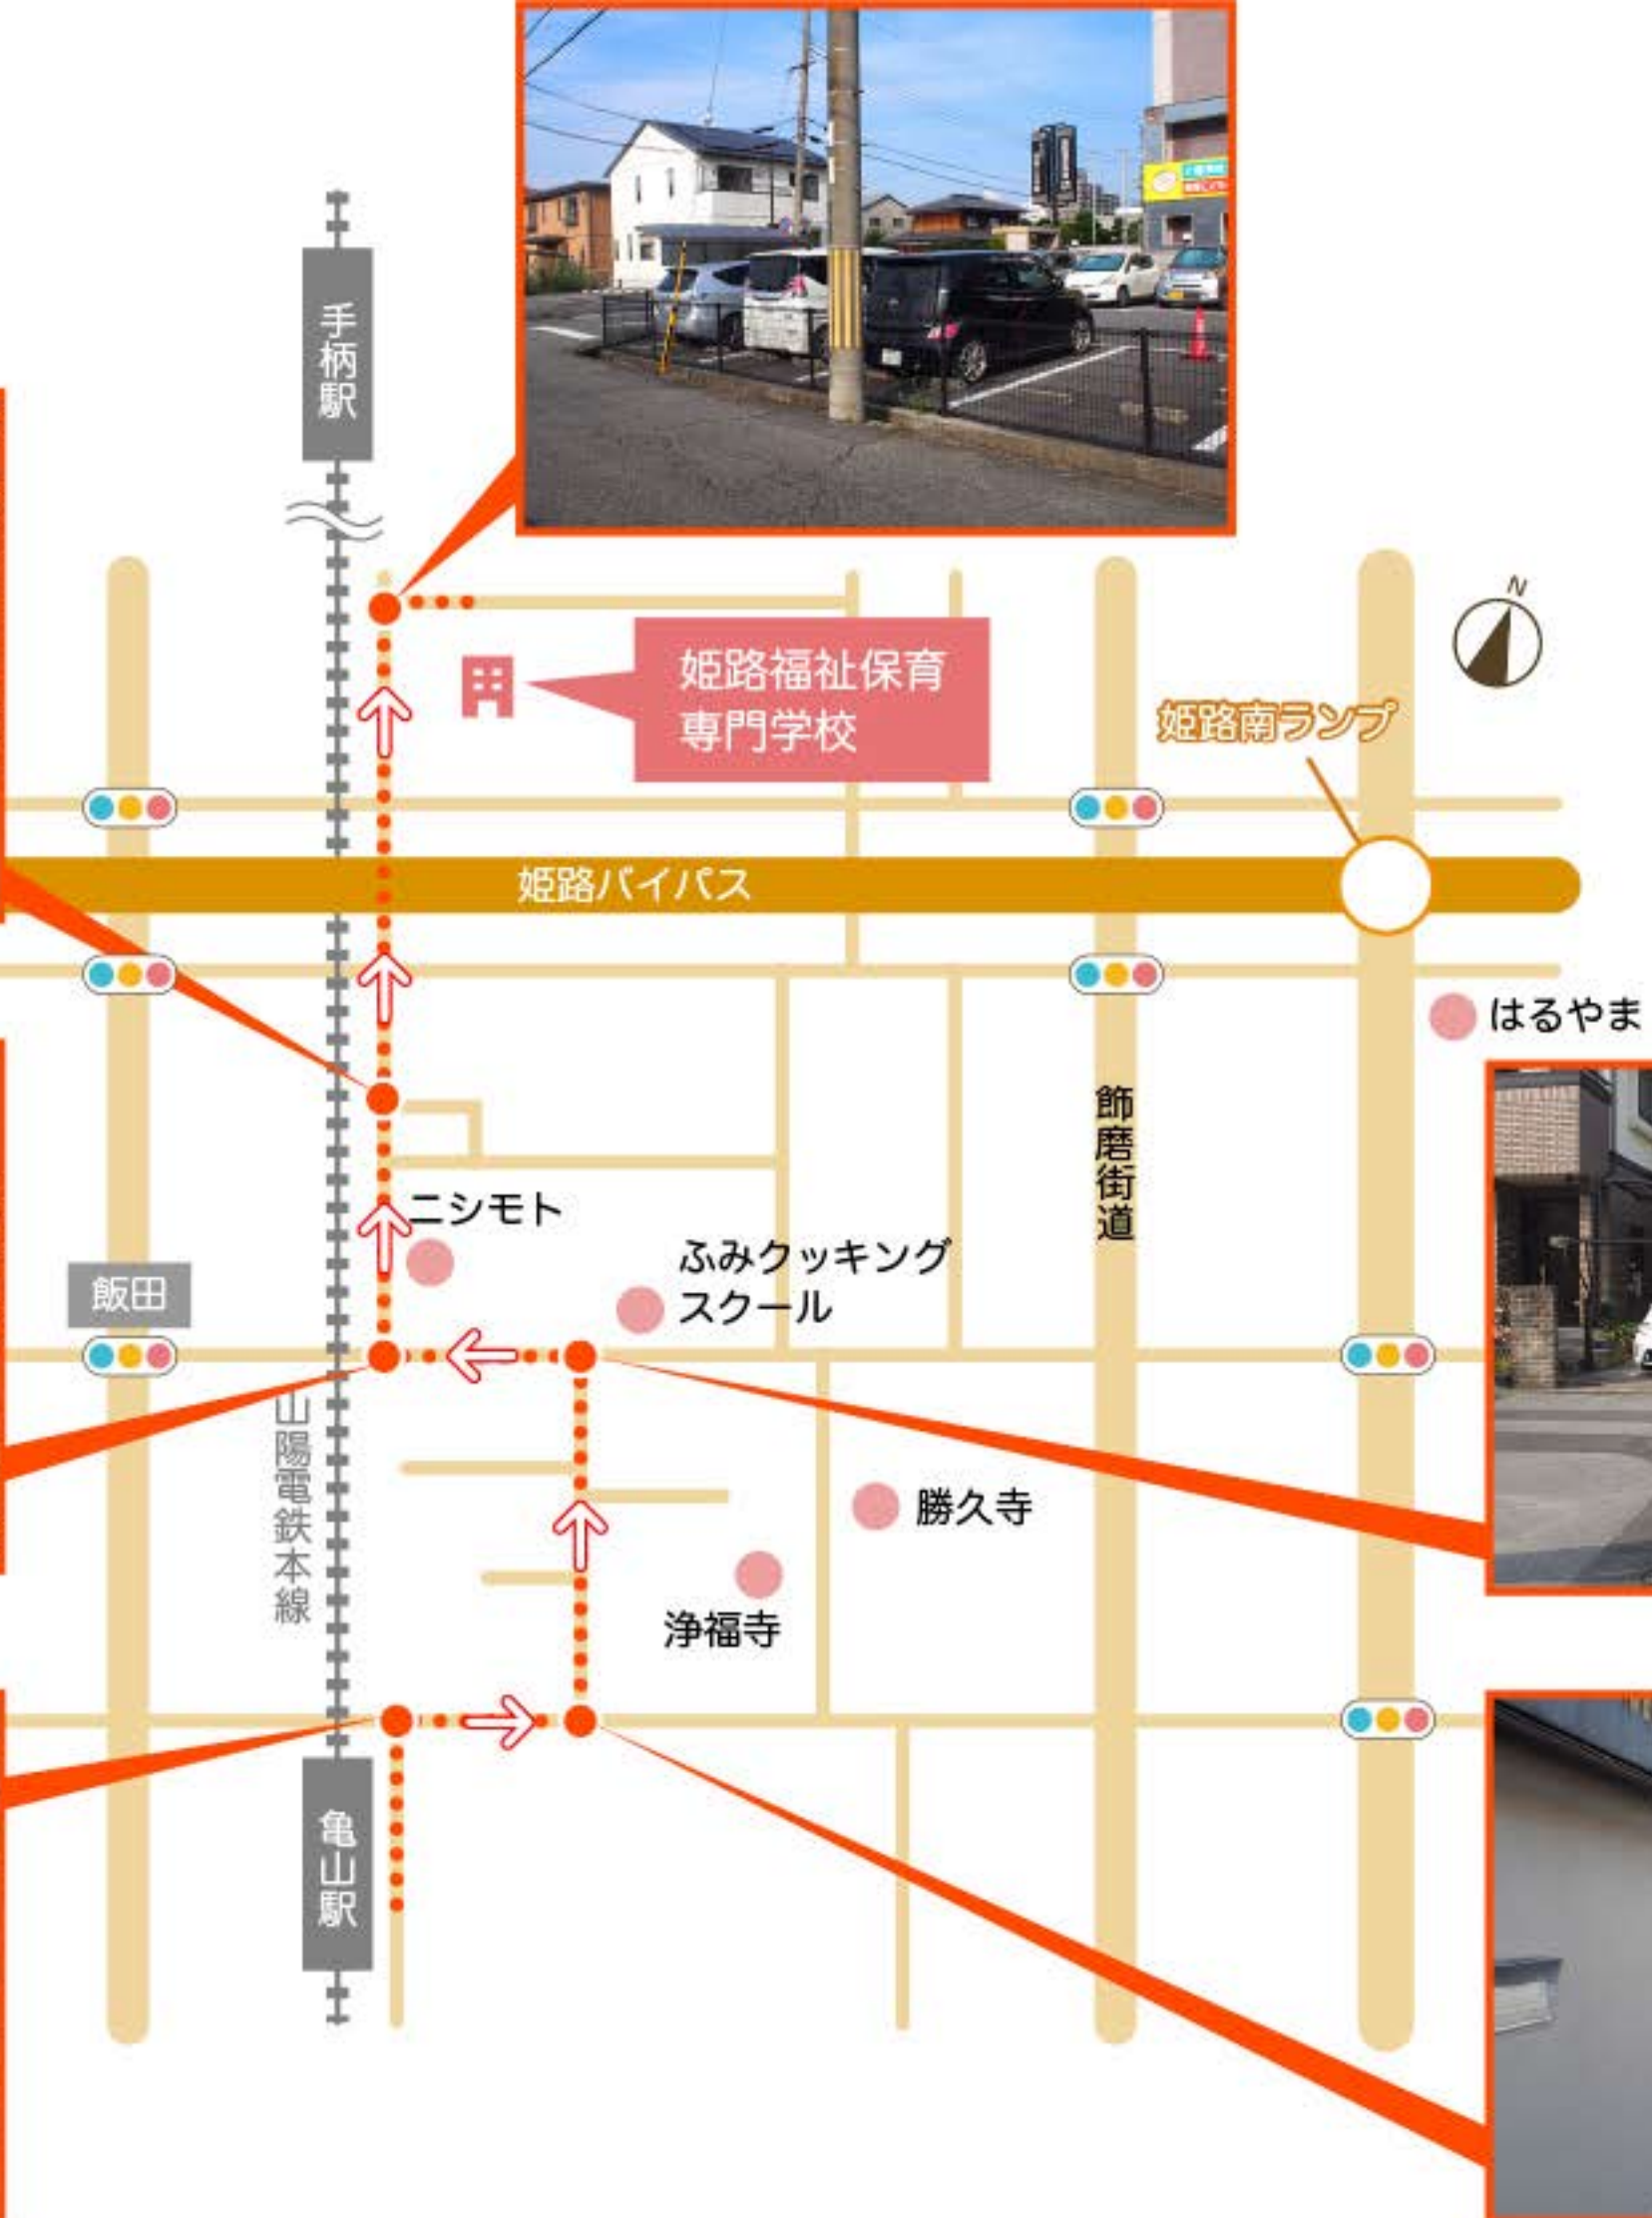 手柄駅
N
姫路福祉保育
専門学校
姫路南ランプ
姫路バイパス
はるやま
飾磨街道
ニシモト
ふみクッキング
スクール
飯田
山陽電鉄本線
勝久寺
浄福寺
亀山駅